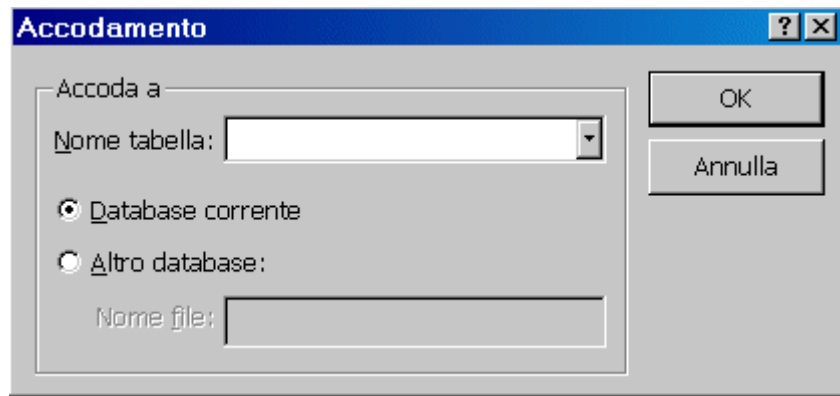 Accodamento
Accoda a
Nome tabella:
Database corrente
Altro database:
Nome file:
OK
Annulla